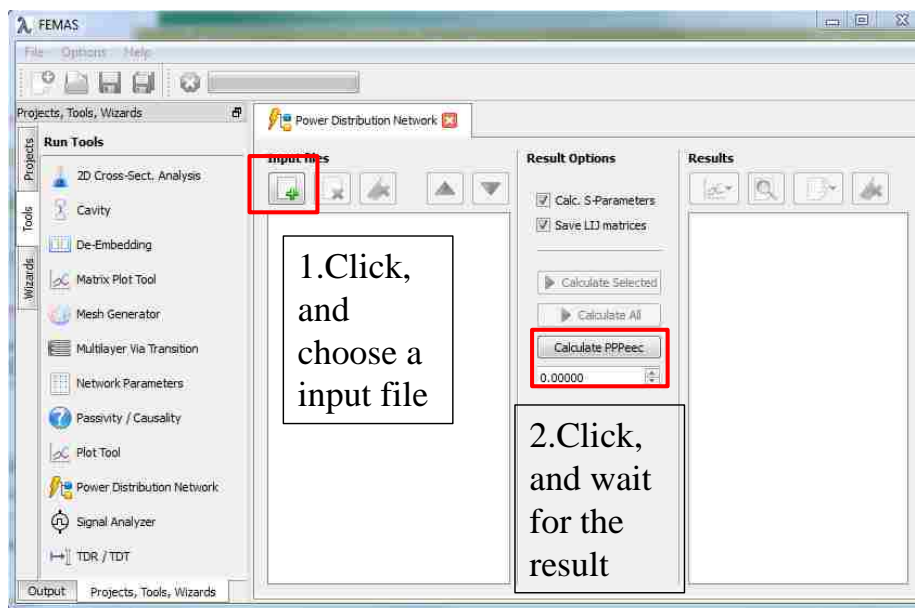 FEMAS
File Options Help
Projects, Tools, Wizards
Power Distribution Network
Projects
Tools
Wizards
Run Tools
2D Cross-Sect. Analysis
Cavity
De-Embedding
Matrix Plot Tool
Mesh Generator
Multilayer Via Transition
Network Parameters
Passivity / Causality
Plot Tool
Power Distribution Network
Signal Analyzer
TDR / TDT
Output
Projects, Tools, Wizards
Input files
1.Click,
and
choose a
input file
Result Options
Calc. S-Parameters
Save LIJ matrices
Calculate Selected
Calculate All
Calculate PPPeec
0.00000
2.Click,
and wait
for the
result
Results